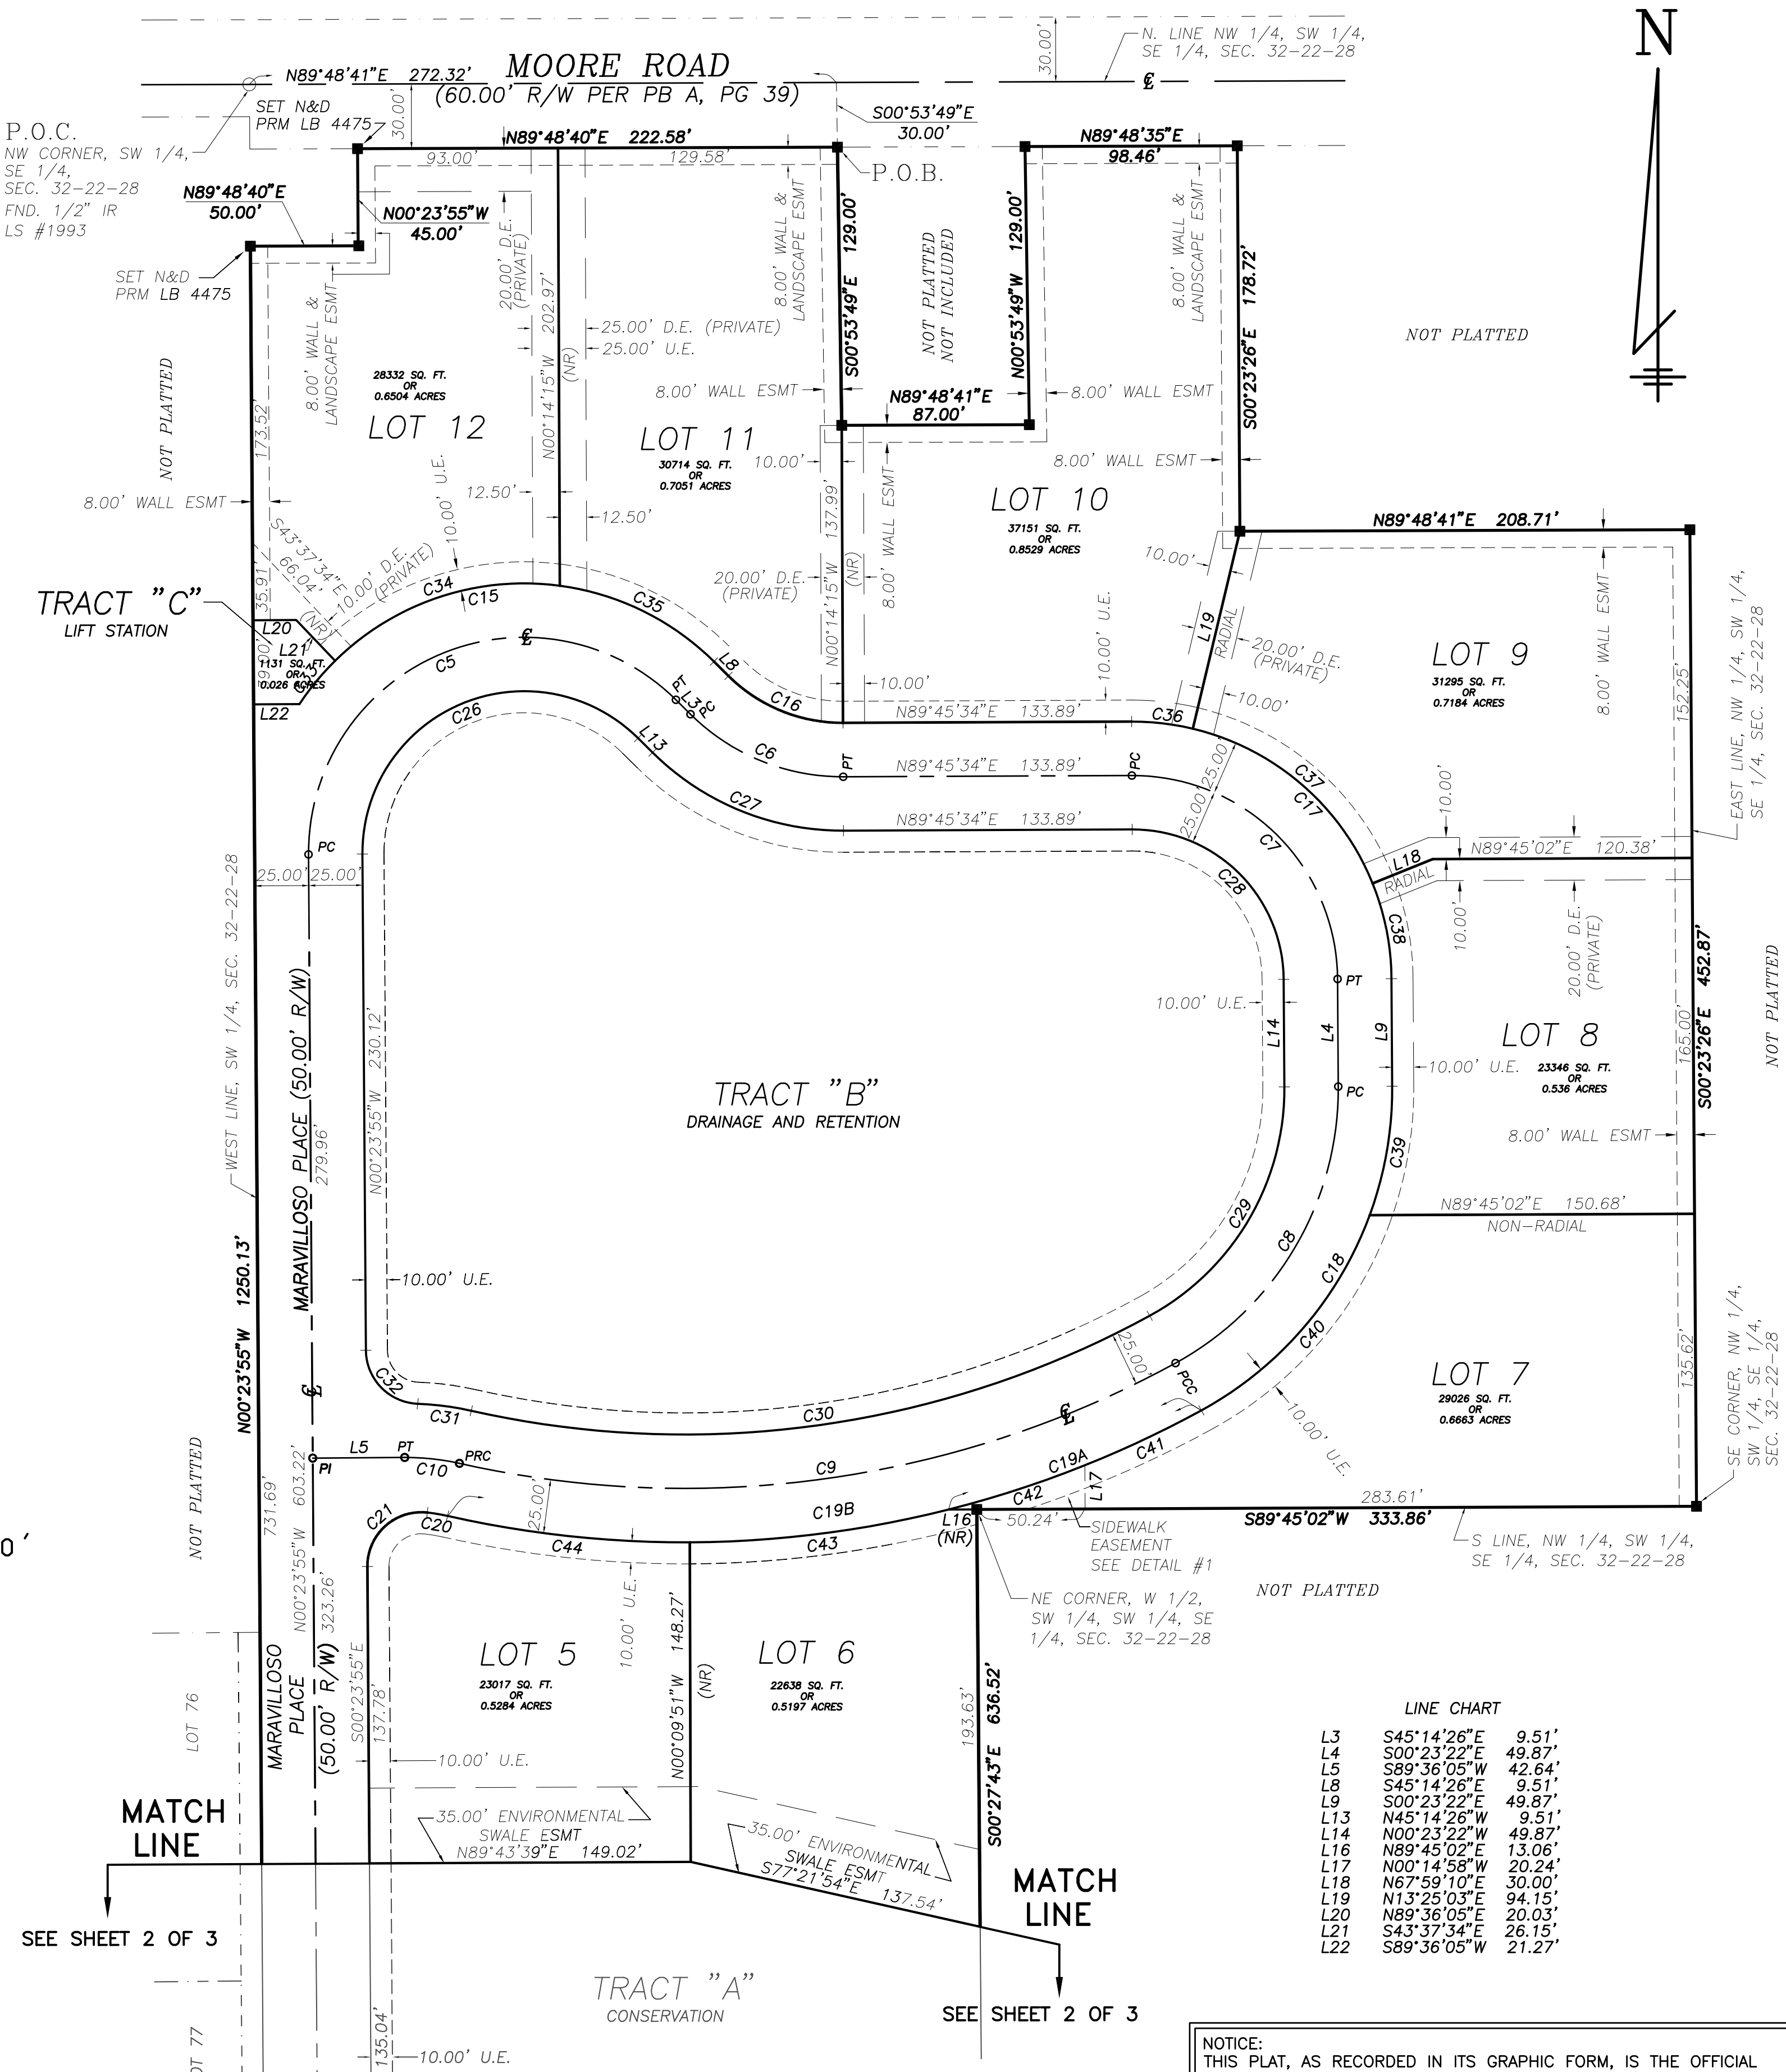 N
MOORE ROAD
(60.00' R/W PER PB A, PG 39)
N89°48'41"E 272.32'
30.00'
30.00'
N. LINE NW 1/4, SW 1/4,
SE 1/4, SEC. 32-22-28
℄
SET N&D
PRM LB 4475
P.O.C.
NW CORNER, SW 1/4,
SE 1/4,
SEC. 32-22-28
FND. 1/2" IR
LS #1993
S00°53'49"E
30.00'
N89°48'40"E 222.58'
93.00'
129.58'
P.O.B.
N89°48'35"E
98.46'
N89°48'40"E
50.00'
N00°23'55"W
45.00'
SET N&D
PRM LB 4475
8.00' WALL &
LANDSCAPE ESMT
20.00' D.E.
(PRIVATE)
N00°14'15"W 202.97'
(NR)
25.00' D.E. (PRIVATE)
25.00' U.E.
8.00' WALL &
LANDSCAPE ESMT
S00°53'49"E 129.00'
NOT PLATTED
NOT INCLUDED
N00°53'49"W 129.00'
8.00' WALL &
LANDSCAPE ESMT
S00°23'26"E 178.72'
NOT PLATTED
NOT PLATTED
173.52'
28332 SQ. FT.
OR
0.6504 ACRES
LOT 12
8.00' WALL ESMT
N89°48'41"E
87.00'
8.00' WALL ESMT
LOT 11
30714 SQ. FT.
OR
0.7051 ACRES
10.00'
8.00' WALL ESMT
8.00' WALL ESMT
10.00' U.E.
12.50'
12.50'
LOT 10
37151 SQ. FT.
OR
0.8529 ACRES
8.00' WALL ESMT
137.99'
N00°14'15"W
(NR)
20.00' D.E.
(PRIVATE)
N89°48'41"E 208.71'
S43°37'34"E
66.04'
(NR)
10.00' D.E.
(PRIVATE)
10.00'
8.00' WALL ESMT
EAST LINE, NW 1/4, SW 1/4,
SE 1/4, SEC. 32-22-28
TRACT "C"
LIFT STATION
35.91'
L20
L21
1131 SQ. FT.
OR
0.026 ACRES
L22
C34
C15
C35
C5
℄
L8
PT
L3
PC
C16
10.00'
10.00' U.E.
L19
RADIAL
20.00' D.E.
(PRIVATE)
10.00'
LOT 9
31295 SQ. FT.
OR
0.7184 ACRES
152.25'
C26
L13
C6
N89°45'34"E 133.89'
C36
PT
N89°45'34"E 133.89'
PC
25.00'
25.00'
C37
C17
C27
N89°45'34"E 133.89'
C7
10.00'
N89°45'02"E 120.38'
L18
RADIAL
PC
25.00'
25.00'
C28
C38
10.00'
20.00' D.E.
(PRIVATE)
S00°23'26"E 452.87'
NOT PLATTED
WEST LINE, SW 1/4, SEC. 32-22-28
MARAVILLOSO PLACE (50.00' R/W)
279.96'
N00°23'55"W 230.12'
10.00' U.E.
L14
L4
PT
L9
PC
LOT 8
23346 SQ. FT.
OR
0.536 ACRES
10.00' U.E.
165.00'
TRACT "B"
DRAINAGE AND RETENTION
8.00' WALL ESMT
C39
C29
C8
C18
N89°45'02"E 150.68'
NON-RADIAL
N00°23'55"W 1250.13'
10.00' U.E.
C40
25.00'
PCC
LOT 7
29026 SQ. FT.
OR
0.6663 ACRES
135.62'
SE CORNER, NW 1/4,
SW 1/4, SE 1/4,
SEC. 32-22-28
10.00' U.E.
C32
C31
C30
℄
℄
L5
PT
PI
C10
PRC
C9
C19A
C41
L17
NOT PLATTED
731.69'
N00°23'55"W 603.22'
323.26'
0'
C21
C20
25.00'
C19B
C44
C43
L16
(NR)
C42
50.24'
283.61'
S89°45'02"W 333.86'
SIDEWALK
EASEMENT
SEE DETAIL #1
S LINE, NW 1/4, SW 1/4,
SE 1/4, SEC. 32-22-28
NOT PLATTED
NE CORNER, W 1/2,
SW 1/4, SW 1/4, SE
1/4, SEC. 32-22-28
LOT 76
MARAVILLOSO
PLACE
(50.00' R/W)
S00°23'55"E
137.78'
10.00' U.E.
LOT 5
23017 SQ. FT.
OR
0.5284 ACRES
10.00' U.E.
N00°09'51"W 148.27'
(NR)
LOT 6
22638 SQ. FT.
OR
0.5197 ACRES
193.63'
S00°27'43"E 636.52'
LINE CHART
L3 S45°14'26"E 9.51'
L4 S00°23'22"E 49.87'
L5 S89°36'05"W 42.64'
L8 S45°14'26"E 9.51'
L9 S00°23'22"E 49.87'
L13 N45°14'26"W 9.51'
L14 N00°23'22"W 49.87'
L16 N89°45'02"E 13.06'
L17 N00°14'58"W 20.24'
L18 N67°59'10"E 30.00'
L19 N13°25'03"E 94.15'
L20 N89°36'05"E 20.03'
L21 S43°37'34"E 26.15'
L22 S89°36'05"W 21.27'
MATCH
LINE
35.00' ENVIRONMENTAL
SWALE ESMT
N89°43'39"E 149.02'
35.00' ENVIRONMENTAL
SWALE ESMT
S77°21'54"E 137.54'
MATCH
LINE
SEE SHEET 2 OF 3
TRACT "A"
CONSERVATION
SEE SHEET 2 OF 3
OT 77
135.04'
10.00' U.E.
NOTICE:
THIS PLAT, AS RECORDED IN ITS GRAPHIC FORM, IS THE OFFICIAL